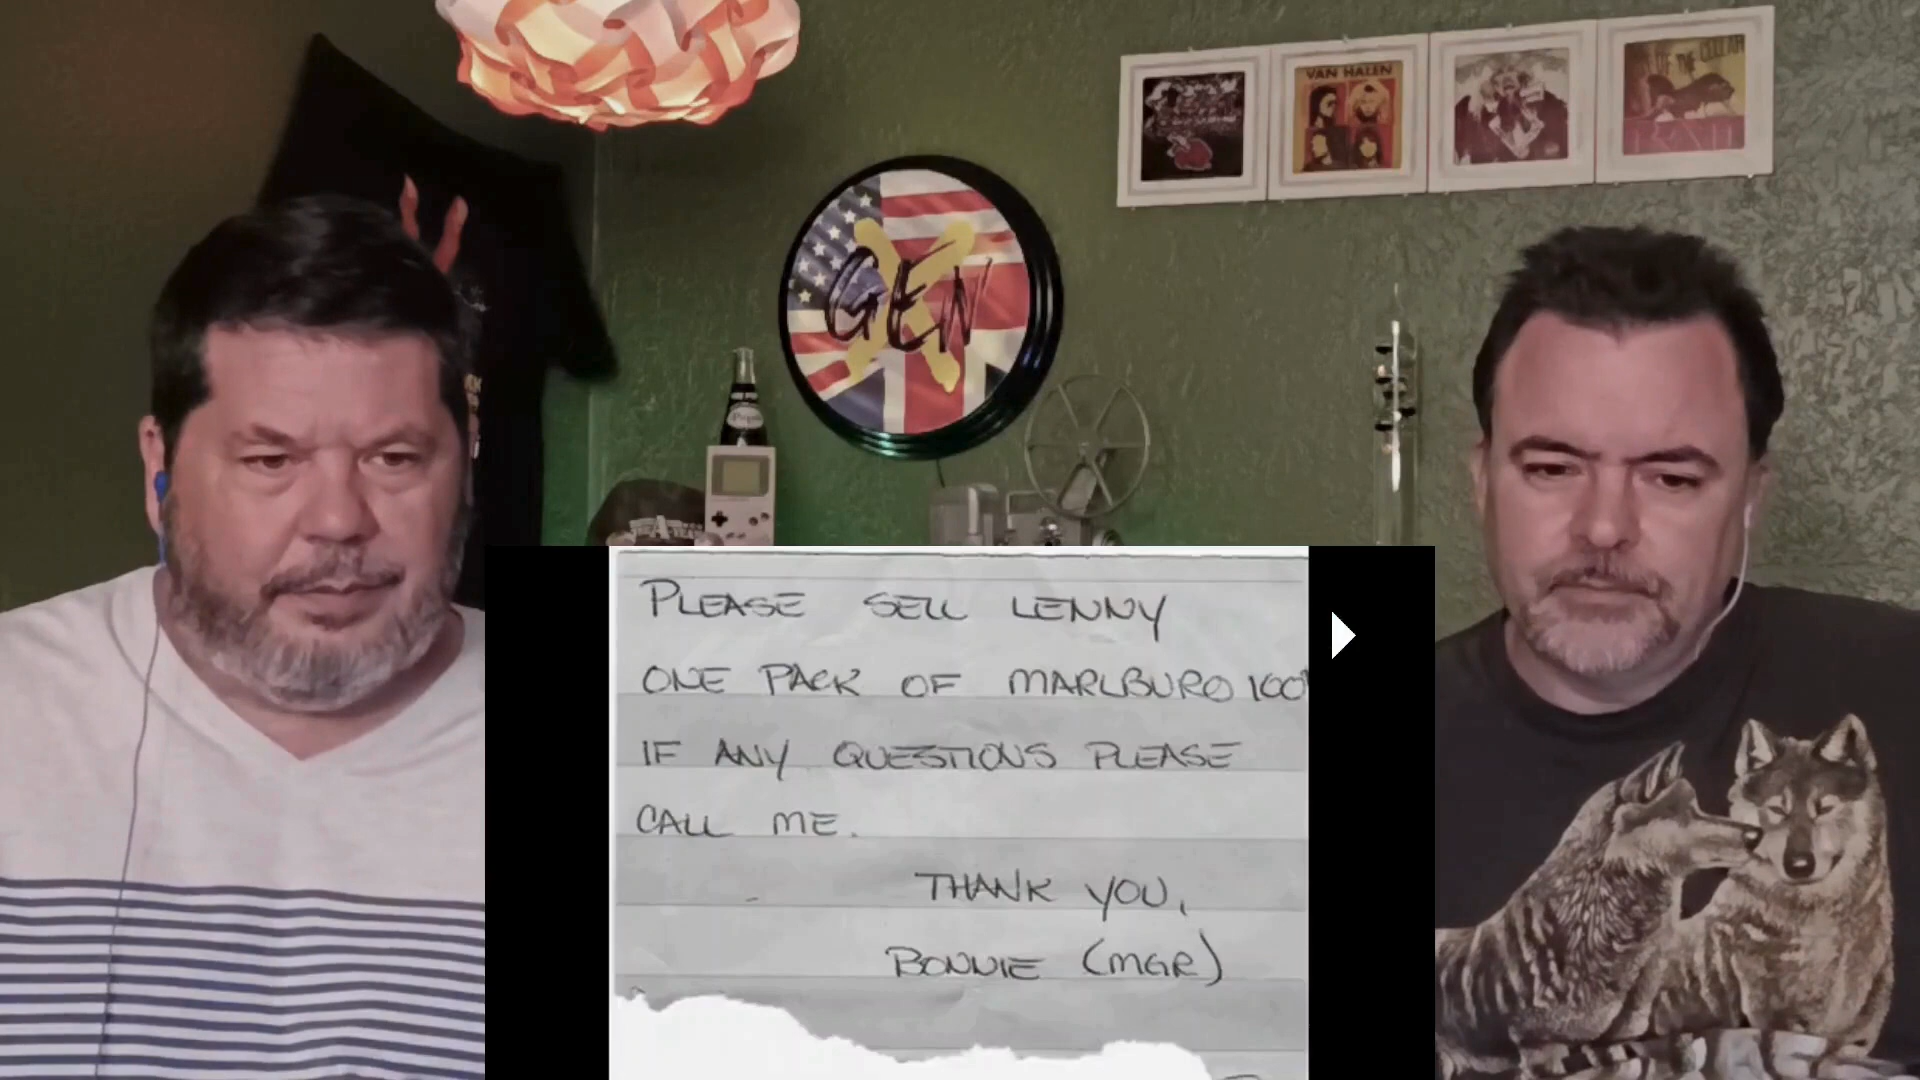 VAN HALEN
GEN
X
PLEASE SELL LENNY
ONE PACK OF MARLBURO 100'
IF ANY QUESTIONS PLEASE
CALL ME.
THANK YOU,
BONNIE (MGR)